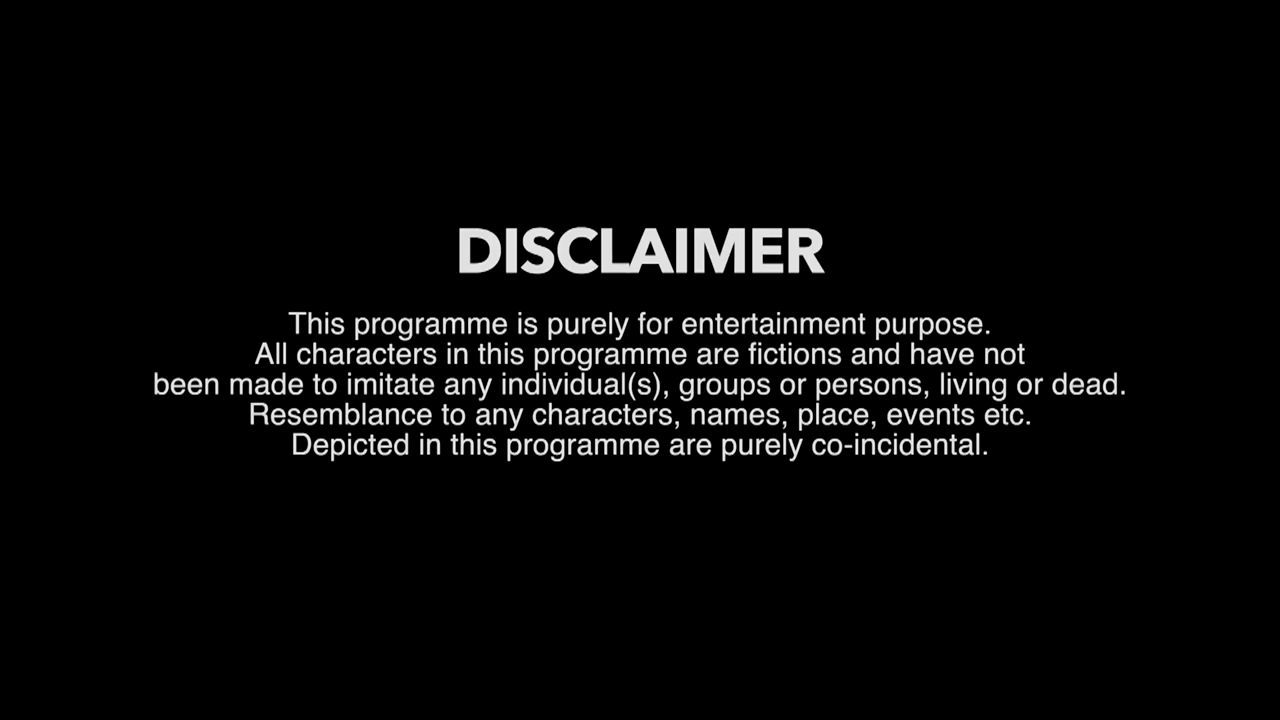 DISCLAIMER
This programme is purely for entertainment purpose.
All characters in this programme are fictions and have not
been made to imitate any individual(s), groups or persons, living or dead.
Resemblance to any characters, names, place, events etc.
Depicted in this programme are purely co-incidental.